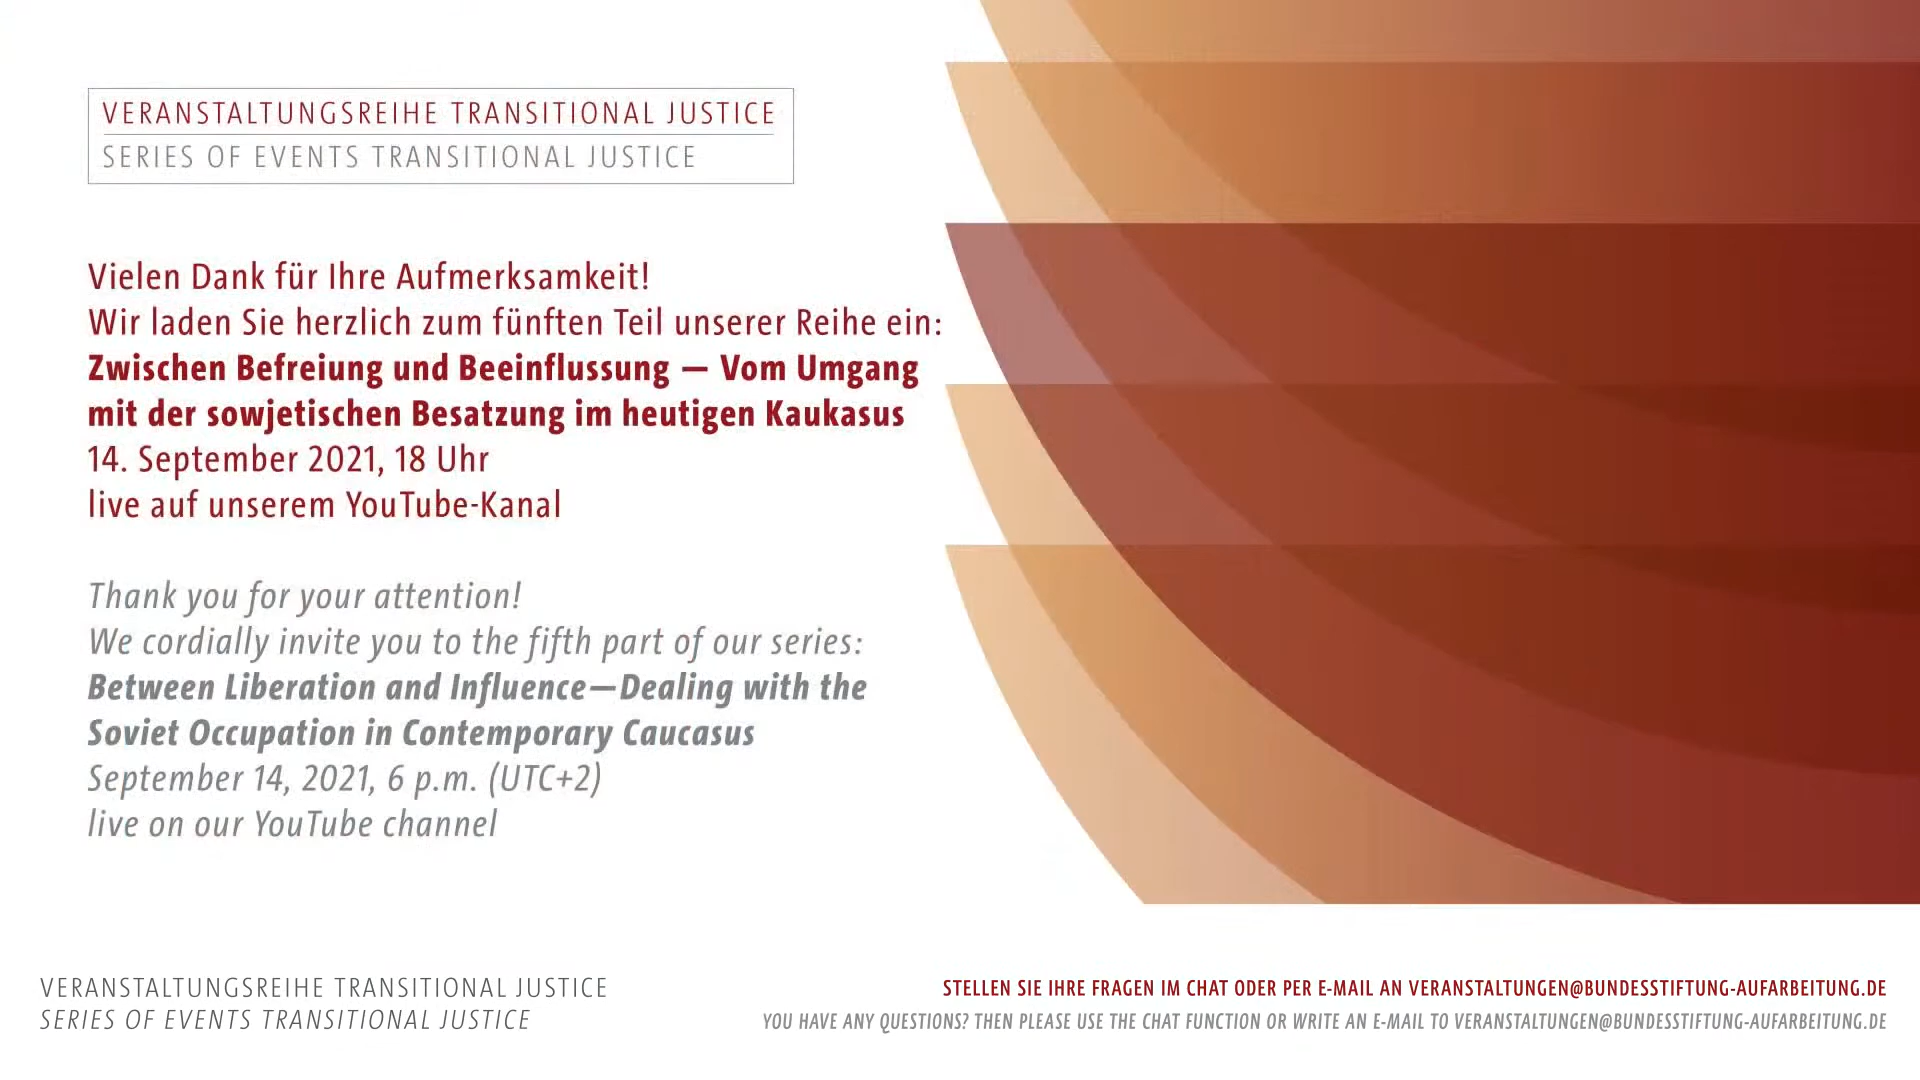 VERANSTALTUNGSREIHE TRANSITIONAL JUSTICE
SERIES OF EVENTS TRANSITIONAL JUSTICE
Vielen Dank für Ihre Aufmerksamkeit!
Wir laden Sie herzlich zum fünften Teil unserer Reihe ein:
Zwischen Befreiung und Beeinflussung — Vom Umgang
mit der sowjetischen Besatzung im heutigen Kaukasus
14. September 2021, 18 Uhr
live auf unserem YouTube-Kanal
Thank you for your attention!
We cordially invite you to the fifth part of our series:
Between Liberation and Influence—Dealing with the
Soviet Occupation in Contemporary Caucasus
September 14, 2021, 6 p.m. (UTC+2)
live on our YouTube channel
VERANSTALTUNGSREIHE TRANSITIONAL JUSTICE
SERIES OF EVENTS TRANSITIONAL JUSTICE
STELLEN SIE IHRE FRAGEN IM CHAT ODER PER E-MAIL AN VERANSTALTUNGEN@BUNDESSTIFTUNG-AUFARBEITUNG.DE
YOU HAVE ANY QUESTIONS? THEN PLEASE USE THE CHAT FUNCTION OR WRITE AN E-MAIL TO VERANSTALTUNGEN@BUNDESSTIFTUNG-AUFARBEITUNG.DE